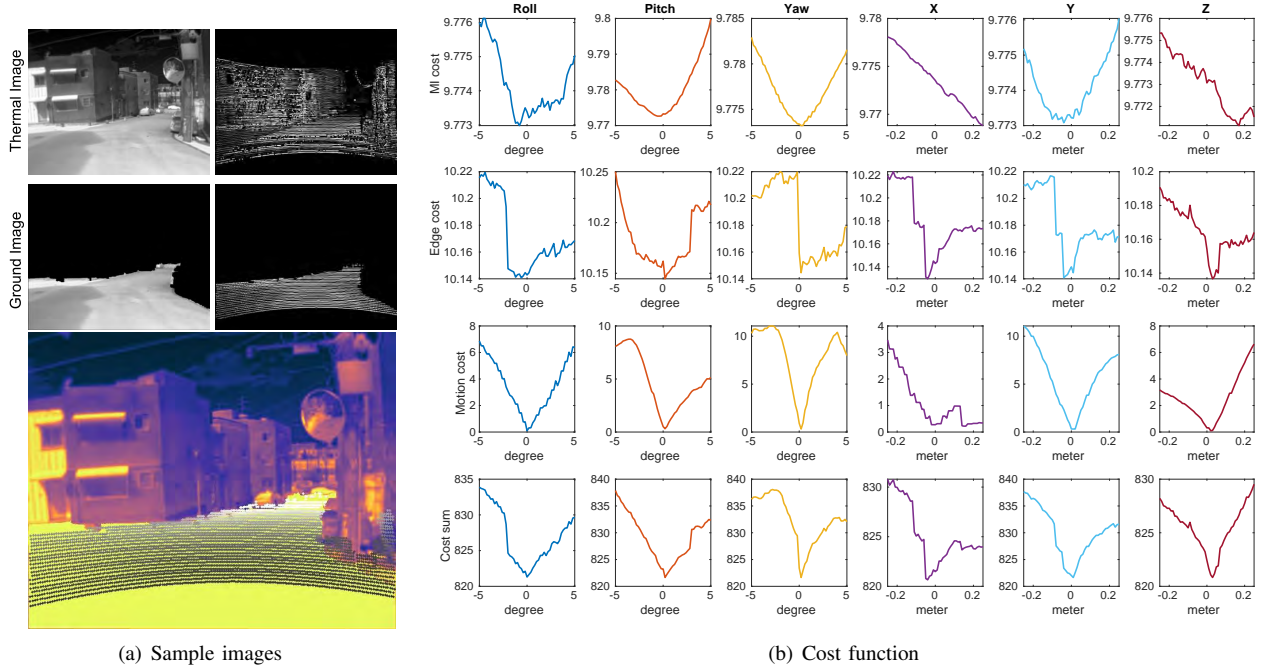 Thermal Image
Ground Image
(a) Sample images
Roll Pitch Yaw X Y Z
MI cost
9.776 9.775 9.774 9.773
-5 0 5
degree
9.8 9.79 9.78 9.77
-5 0 5
degree
9.785 9.78 9.775
-5 0 5
degree
9.78 9.775 9.77
-0.2 0 0.2
meter
9.776 9.775 9.774 9.773
-0.2 0 0.2
meter
9.776 9.774 9.773 9.772
-0.2 0 0.2
meter
Edge cost
10.22 10.2 10.18 10.16 10.14
-5 0 5
degree
10.25 10.2 10.15
-5 0 5
degree
10.22 10.2 10.18 10.16 10.14
-5 0 5
degree
10.22 10.2 10.18 10.16 10.14
-0.2 0 0.2
meter
10.22 10.2 10.18 10.16 10.14
-0.2 0 0.2
meter
10.2 10.18 10.16 10.14
-0.2 0 0.2
meter
Motion cost
8 6 4 2 0
-5 0 5
degree
10 5 0
-5 0 5
degree
10 5 0
-5 0 5
degree
4 3 2 1 0
-0.2 0 0.2
meter
10 5 0
-0.2 0 0.2
meter
8 6 4 2 0
-0.2 0 0.2
meter
Cost sum
835 830 825 820
-5 0 5
degree
840 835 830 825 820
-5 0 5
degree
840 835 830 825 820
-5 0 5
degree
830 825 820
-0.2 0 0.2
meter
840 835 830 825 820
-0.2 0 0.2
meter
830 825 820
-0.2 0 0.2
meter
(b) Cost function